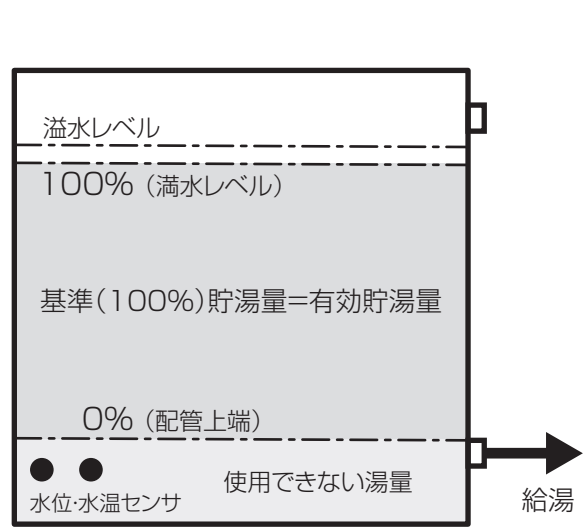 溢水レベル
100%（満水レベル）
基準（100%）貯湯量＝有効貯湯量
0%（配管上端）
使用できない湯量
水位・水温センサ
給湯